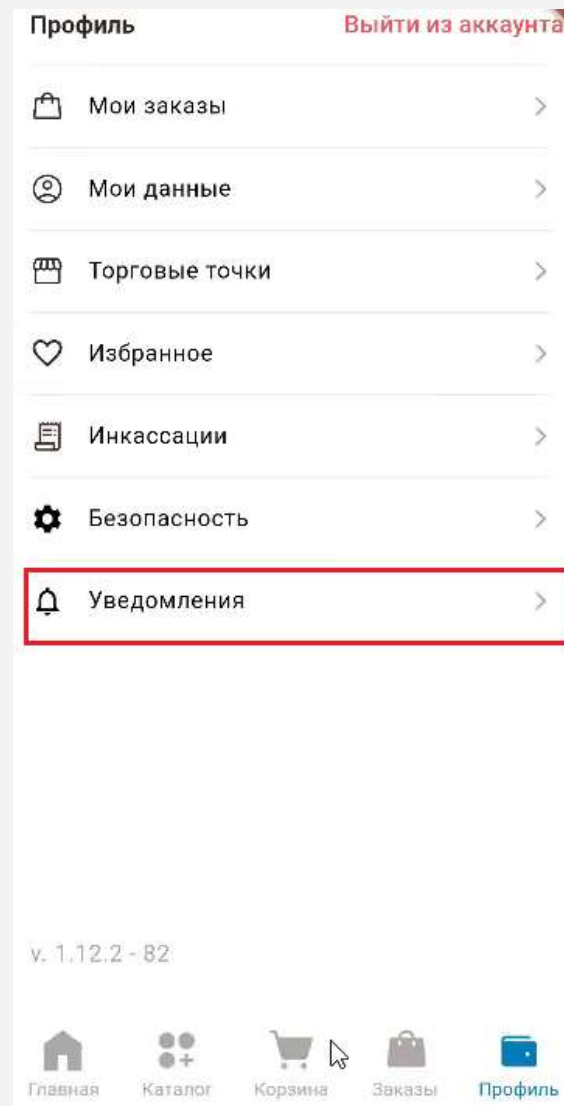 Профиль Выйти из аккаунта
Мои заказы
Мои данные
Торговые точки
Избранное
Инкассации
Безопасность
Уведомления
v. 1.12.2 - 82
Главная Каталог Корзина Заказы Профиль